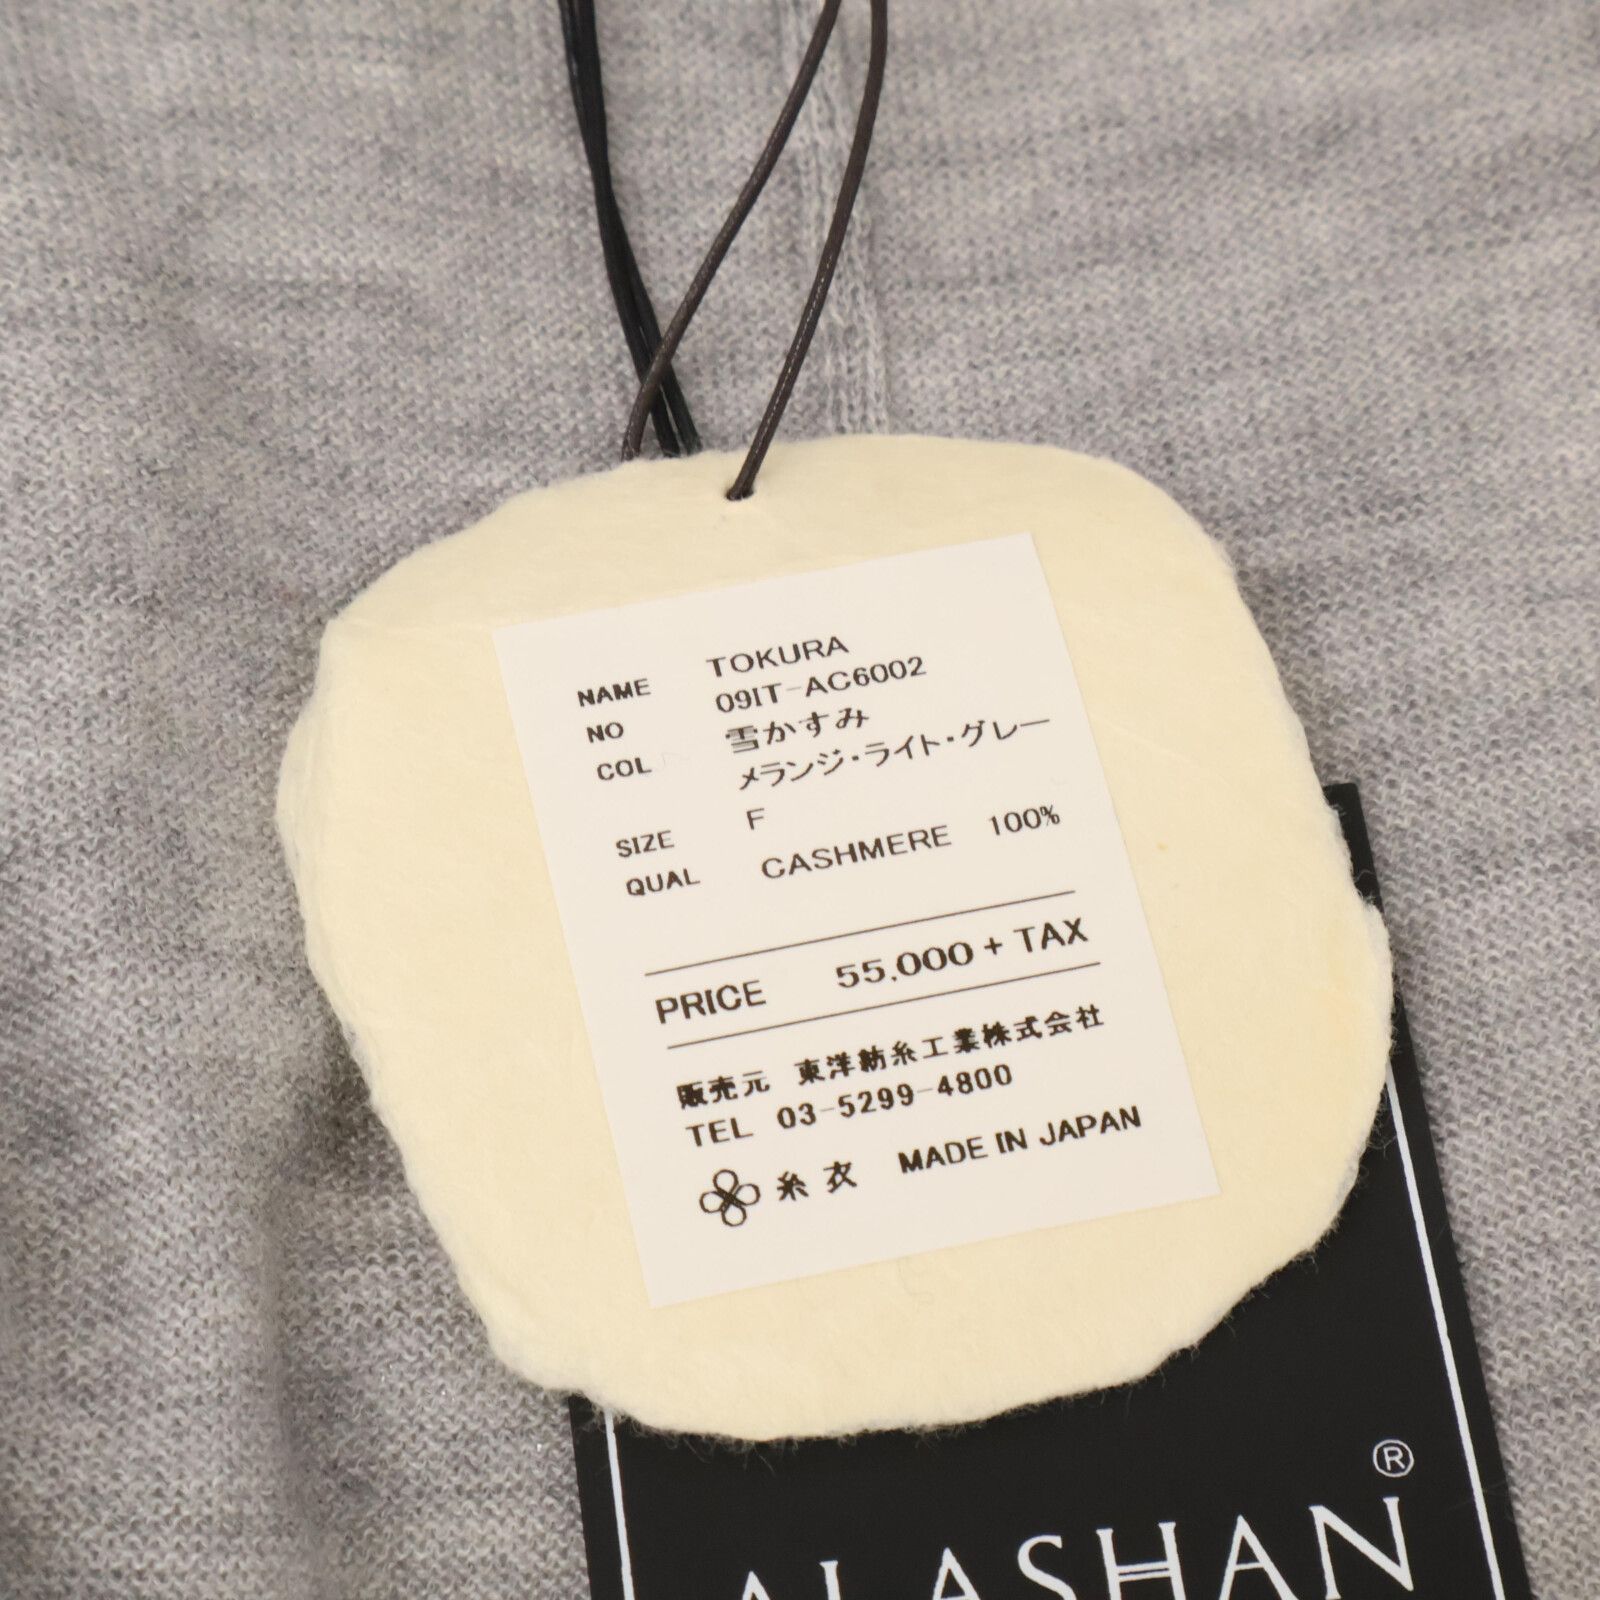 NAME TOKURA
NO 09IT-AC6002
COL 雪かすみ
メランジ・ライト・グレー
SIZE F
QUAL CASHMERE 100%
PRICE 55,000 + TAX
販売元 東洋紡糸工業株式会社
TEL 03-5299-4800
糸衣 MADE IN JAPAN
®
ALASHAN